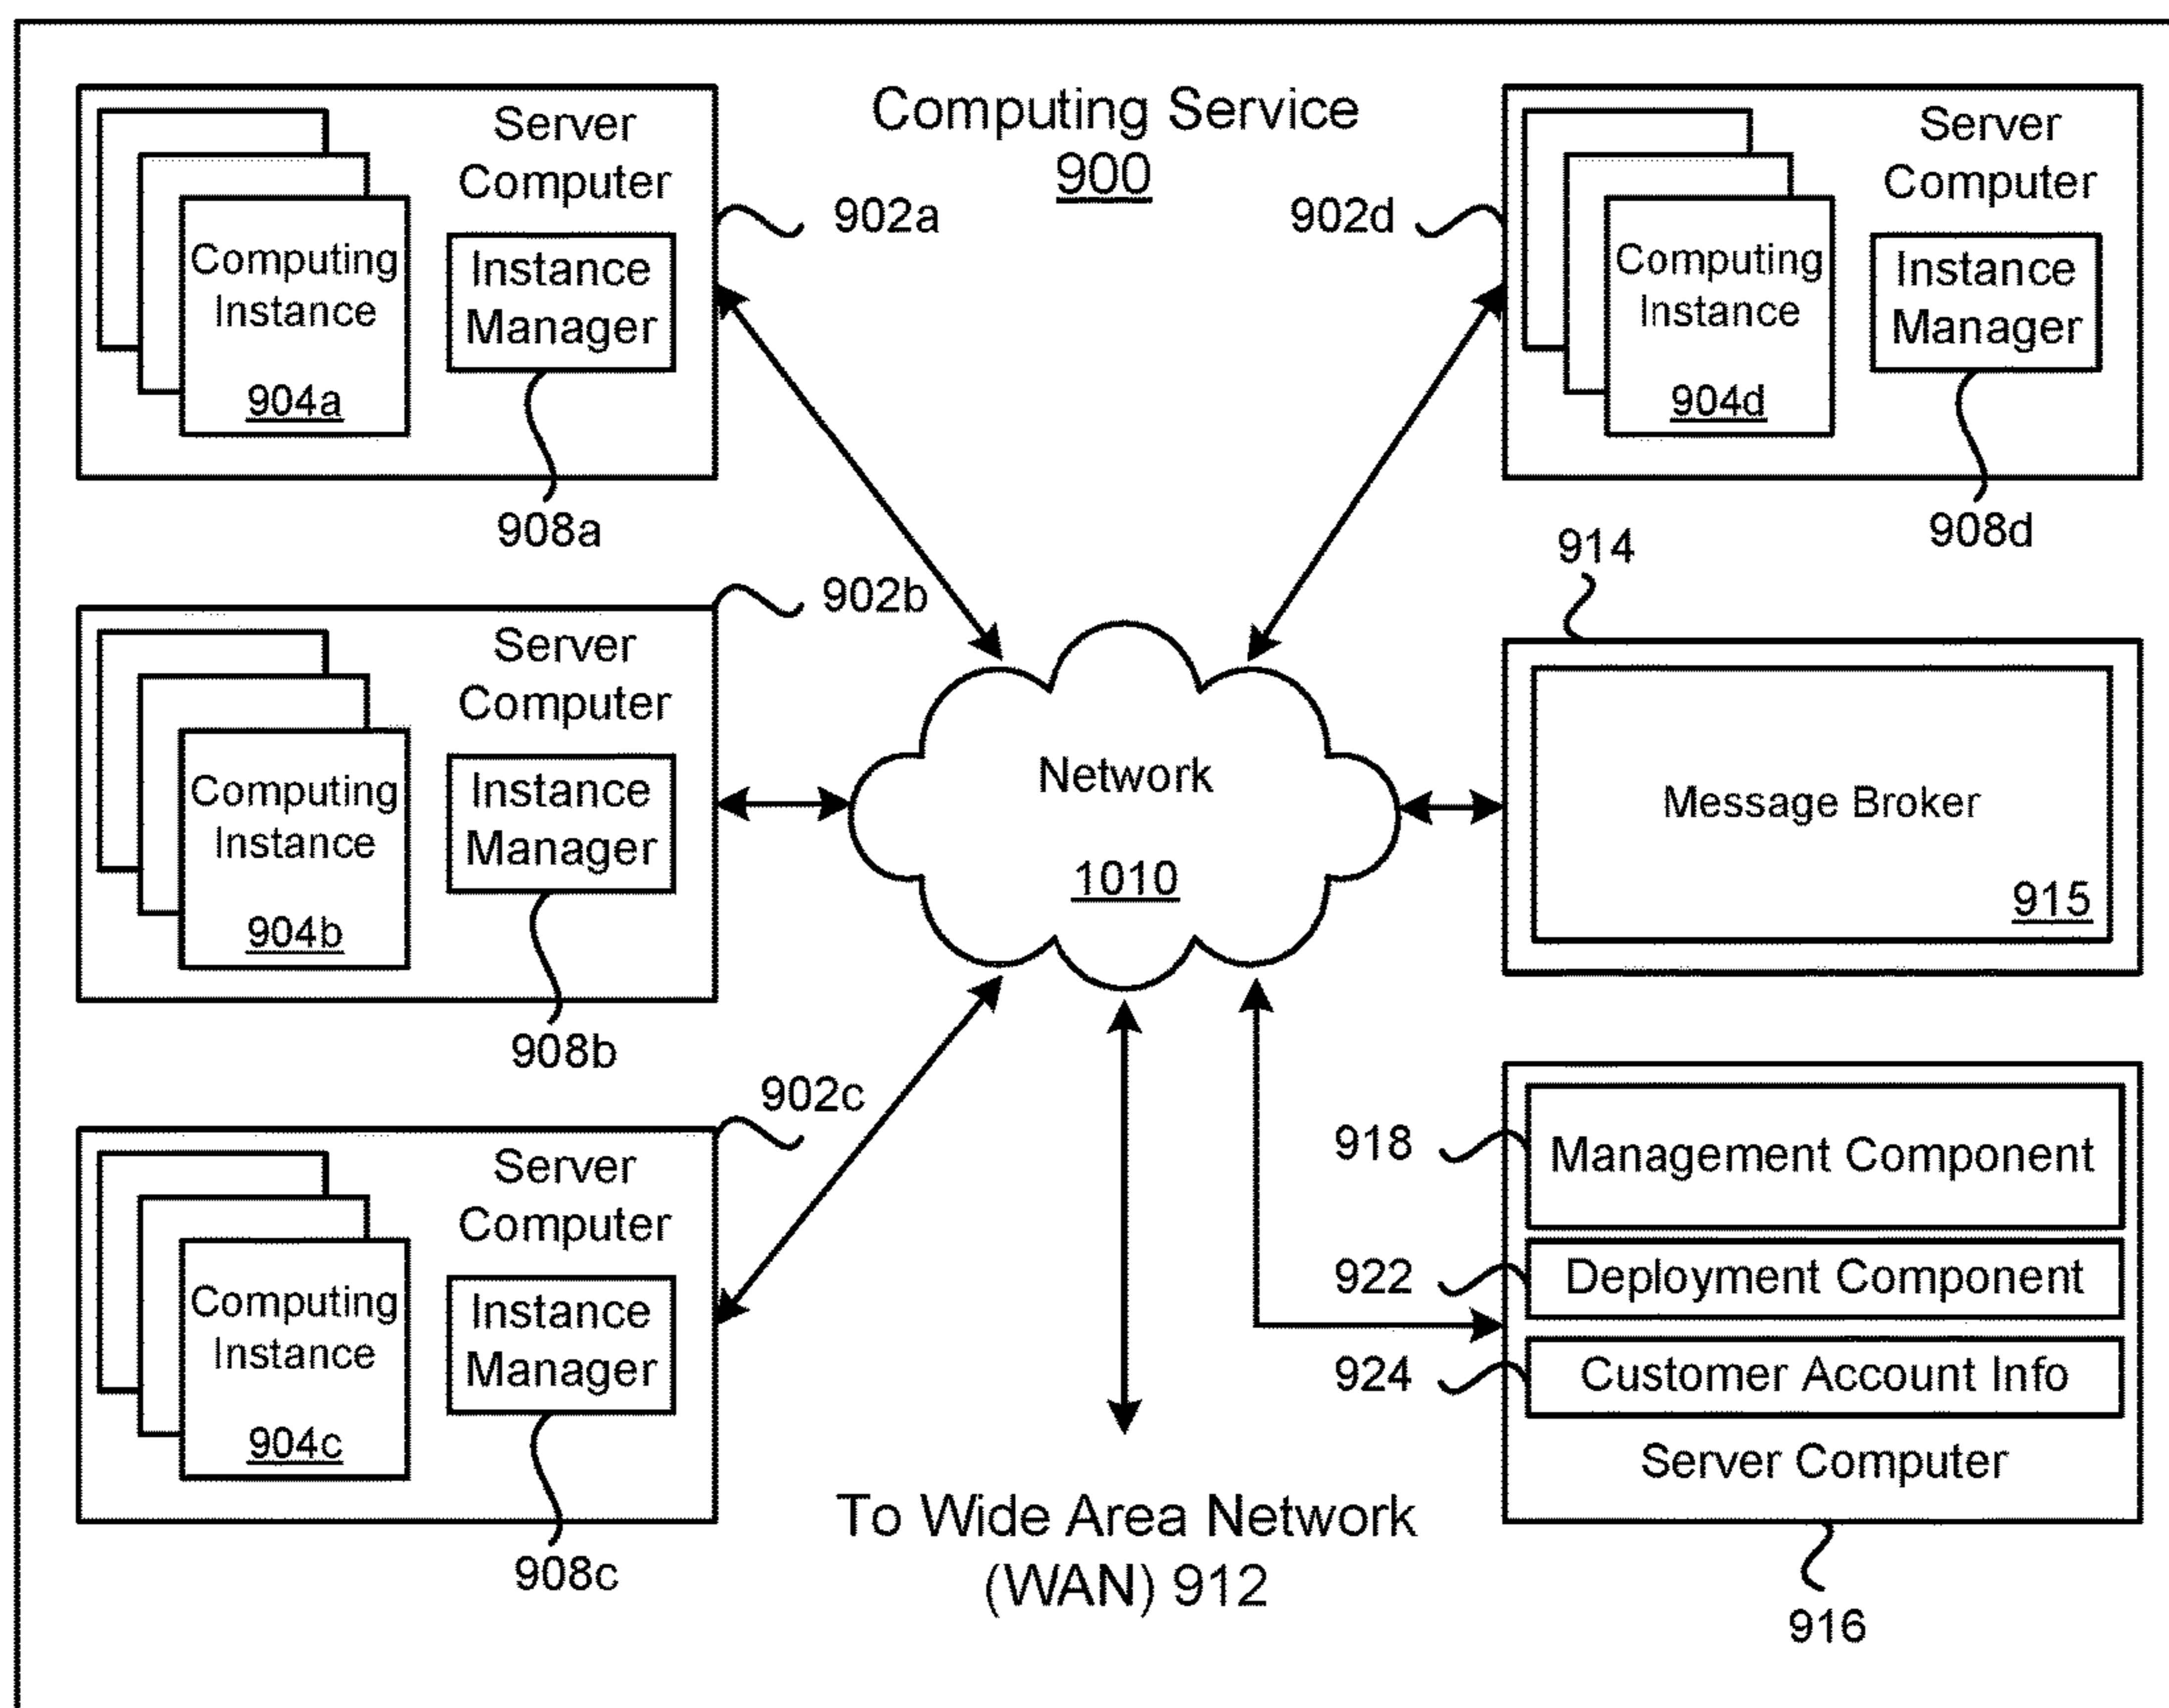 Computing Service
900
Server
Computer
Computing
Instance
904a
Instance
Manager
902a
908a
Server
Computer
Computing
Instance
904d
Instance
Manager
902d
908d
Server
Computer
Computing
Instance
904b
Instance
Manager
902b
908b
Network
1010
914
Message Broker
915
Server
Computer
Computing
Instance
904c
Instance
Manager
902c
908c
918
Management Component
922
Deployment Component
924
Customer Account Info
Server Computer
916
To Wide Area Network
(WAN) 912